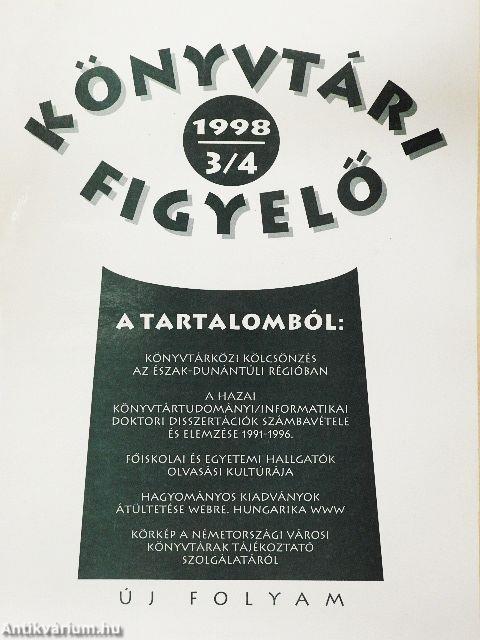 KÖNYVTÁRI
1998
3/4
FIGYELŐ
A TARTALOMBÓL:
KÖNYVTÁRKÖZI KÖLCSÖNZÉS
AZ ÉSZAK-DUNÁNTÚLI RÉGIÓBAN
A HAZAI
KÖNYVTÁRTUDOMÁNYI/INFORMATIKAI
DOKTORI DISSZERTÁCIÓK SZÁMBAVÉTELE
ÉS ELEMZÉSE 1991-1996.
FŐISKOLAI ÉS EGYETEMI HALLGATÓK
OLVASÁSI KULTÚRÁJA
HAGYOMÁNYOS KIADVÁNYOK
ÁTÜLTETÉSE WEBRE. HUNGARIKA WWW
KÖRKÉP A NÉMETORSZÁGI VÁROSI
KÖNYVTÁRAK TÁJÉKOZTATÓ
SZOLGÁLATÁRÓL
ÚJ FOLYAM
Antikvárium.hu